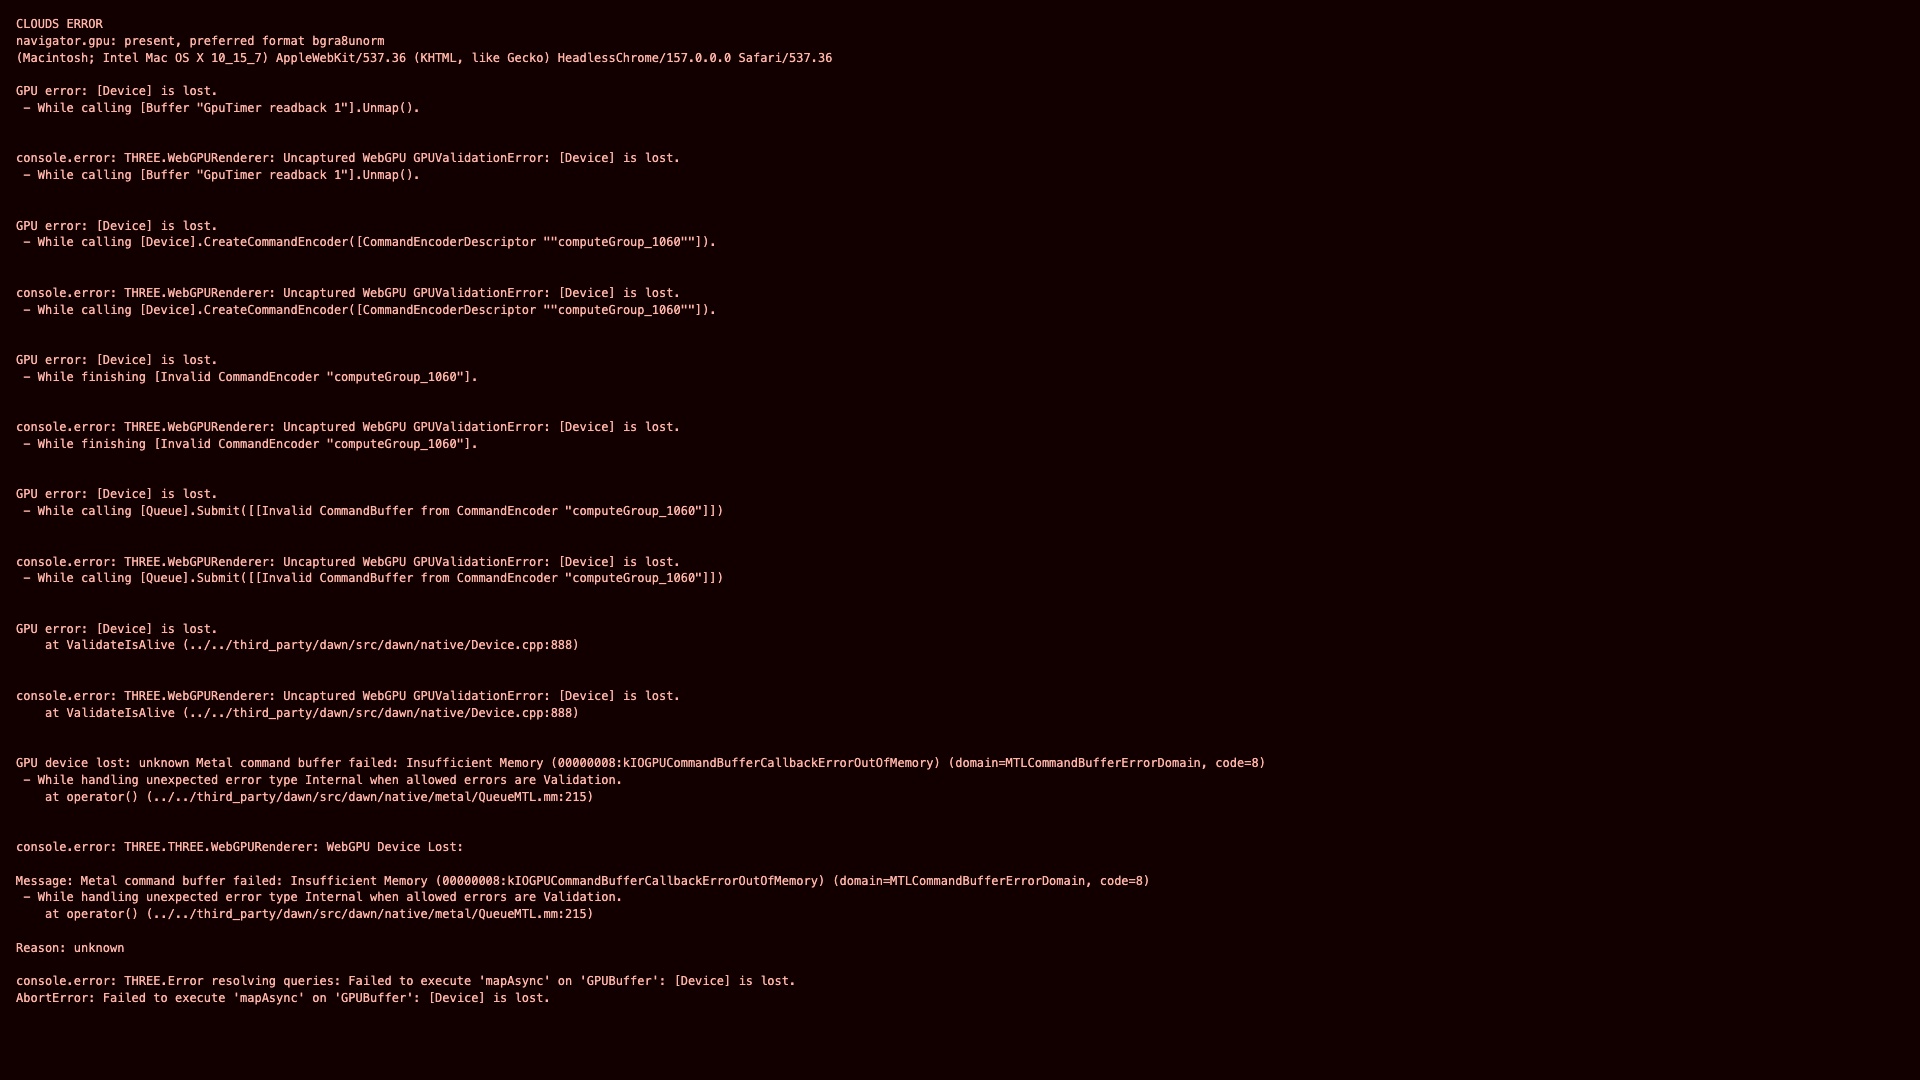 CLOUDS ERROR
navigator.gpu: present, preferred format bgra8unorm
(Macintosh; Intel Mac OS X 10_15_7) AppleWebKit/537.36 (KHTML, like Gecko) HeadlessChrome/157.0.0.0 Safari/537.36
GPU error: [Device] is lost.
– While calling [Buffer "GpuTimer readback 1"].Unmap().
console.error: THREE.WebGPURenderer: Uncaptured WebGPU GPUValidationError: [Device] is lost.
– While calling [Buffer "GpuTimer readback 1"].Unmap().
GPU error: [Device] is lost.
– While calling [Device].CreateCommandEncoder([CommandEncoderDescriptor ""computeGroup_1060""]).
console.error: THREE.WebGPURenderer: Uncaptured WebGPU GPUValidationError: [Device] is lost.
– While calling [Device].CreateCommandEncoder([CommandEncoderDescriptor ""computeGroup_1060""]).
GPU error: [Device] is lost.
– While finishing [Invalid CommandEncoder "computeGroup_1060"].
console.error: THREE.WebGPURenderer: Uncaptured WebGPU GPUValidationError: [Device] is lost.
– While finishing [Invalid CommandEncoder "computeGroup_1060"].
GPU error: [Device] is lost.
– While calling [Queue].Submit([[Invalid CommandBuffer from CommandEncoder "computeGroup_1060"]])
console.error: THREE.WebGPURenderer: Uncaptured WebGPU GPUValidationError: [Device] is lost.
– While calling [Queue].Submit([[Invalid CommandBuffer from CommandEncoder "computeGroup_1060"]])
GPU error: [Device] is lost.
at ValidateIsAlive (../../third_party/dawn/src/dawn/native/Device.cpp:888)
console.error: THREE.WebGPURenderer: Uncaptured WebGPU GPUValidationError: [Device] is lost.
at ValidateIsAlive (../../third_party/dawn/src/dawn/native/Device.cpp:888)
GPU device lost: unknown Metal command buffer failed: Insufficient Memory (00000008:kIOGPUCommandBufferCallbackErrorOutOfMemory) (domain=MTLCommandBufferErrorDomain, code=8)
– While handling unexpected error type Internal when allowed errors are Validation.
at operator() (../../third_party/dawn/src/dawn/native/metal/QueueMTL.mm:215)
console.error: THREE.THREE.WebGPURenderer: WebGPU Device Lost:
Message: Metal command buffer failed: Insufficient Memory (00000008:kIOGPUCommandBufferCallbackErrorOutOfMemory) (domain=MTLCommandBufferErrorDomain, code=8)
– While handling unexpected error type Internal when allowed errors are Validation.
at operator() (../../third_party/dawn/src/dawn/native/metal/QueueMTL.mm:215)
Reason: unknown
console.error: THREE.Error resolving queries: Failed to execute 'mapAsync' on 'GPUBuffer': [Device] is lost.
AbortError: Failed to execute 'mapAsync' on 'GPUBuffer': [Device] is lost.